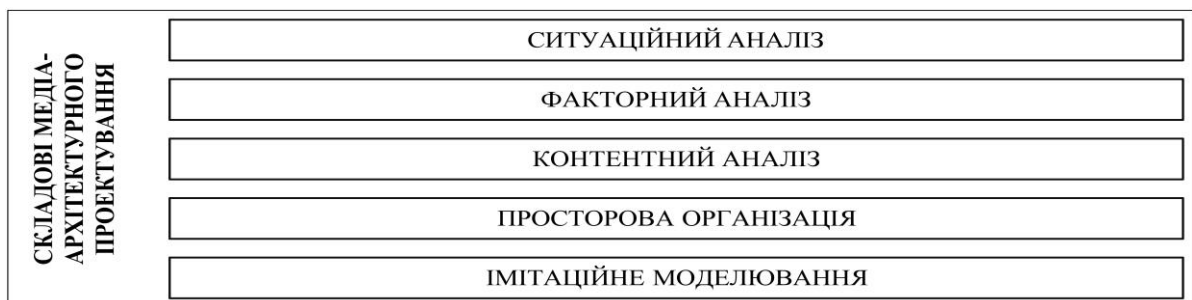 СКЛАДОВІ МЕДІА-
АРХІТЕКТУРНОГО
ПРОЕКТУВАННЯ
СИТУАЦІЙНИЙ АНАЛІЗ
ФАКТОРНИЙ АНАЛІЗ
КОНТЕНТНИЙ АНАЛІЗ
ПРОСТОРОВА ОРГАНІЗАЦІЯ
ІМІТАЦІЙНЕ МОДЕЛЮВАННЯ